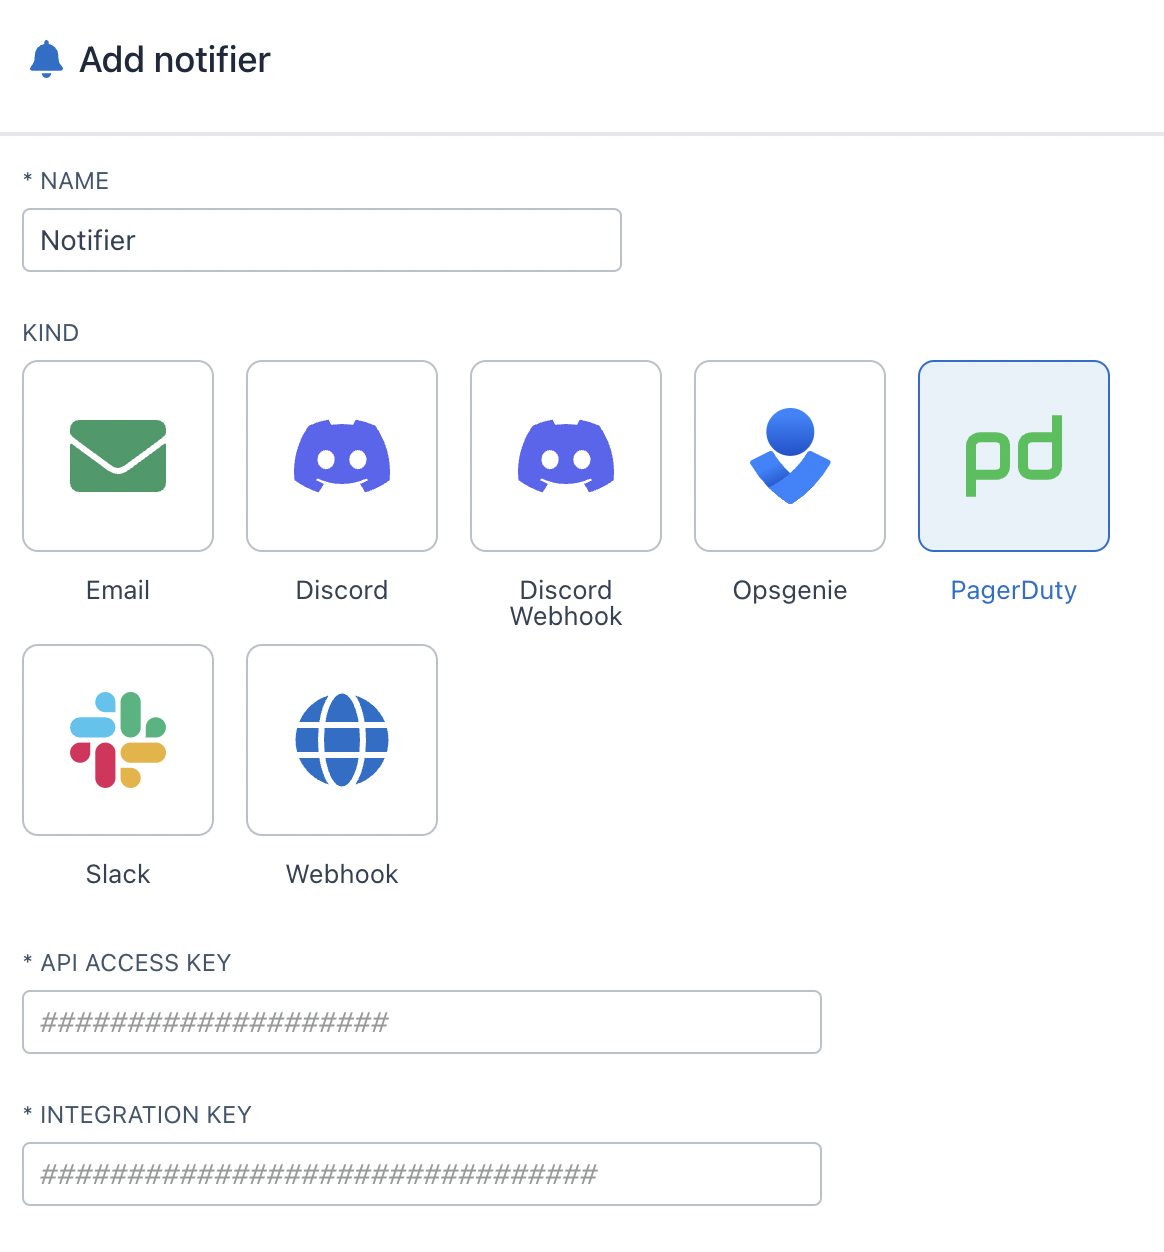 Add notifier
* NAME
Notifier
KIND
pd
Email
Discord
Discord
Webhook
Opsgenie
PagerDuty
Slack
Webhook
* API ACCESS KEY
####################
* INTEGRATION KEY
################################